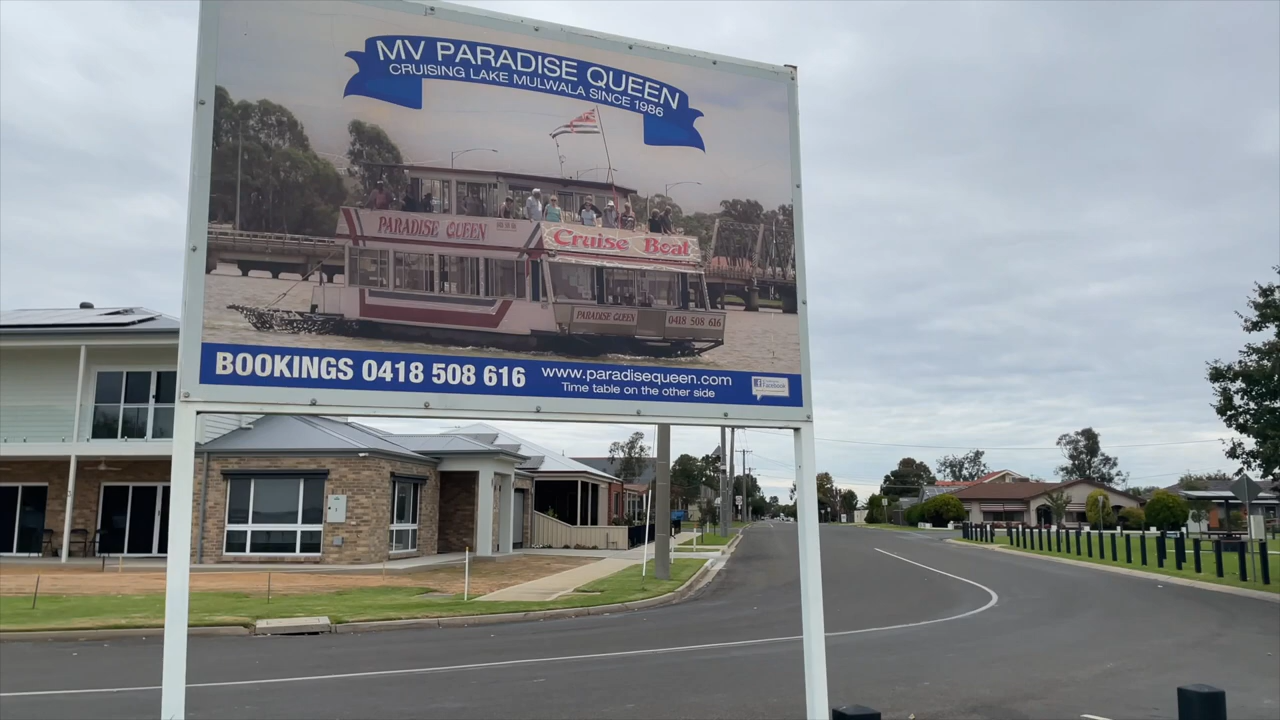 MV PARADISE QUEEN
CRUISING LAKE MULWALA SINCE 1986
PARADISE QUEEN
Cruise Boat
PARADISE QUEEN
0418 508 616
BOOKINGS 0418 508 616
www.paradisequeen.com
Time table on the other side
Facebook